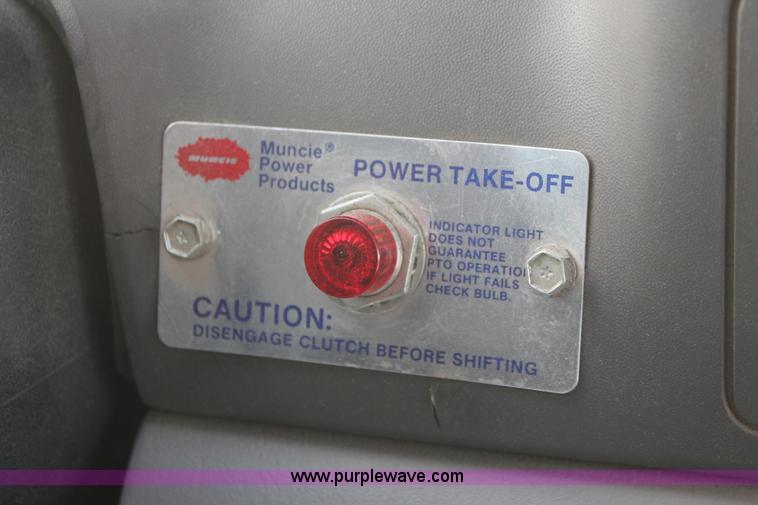 MUNCIE
Muncie®
Power
Products
POWER TAKE-OFF
INDICATOR LIGHT
DOES NOT
GUARANTEE
PTO OPERATION
IF LIGHT FAILS
CHECK BULB.
CAUTION:
DISENGAGE CLUTCH BEFORE SHIFTING
www.purplewave.com